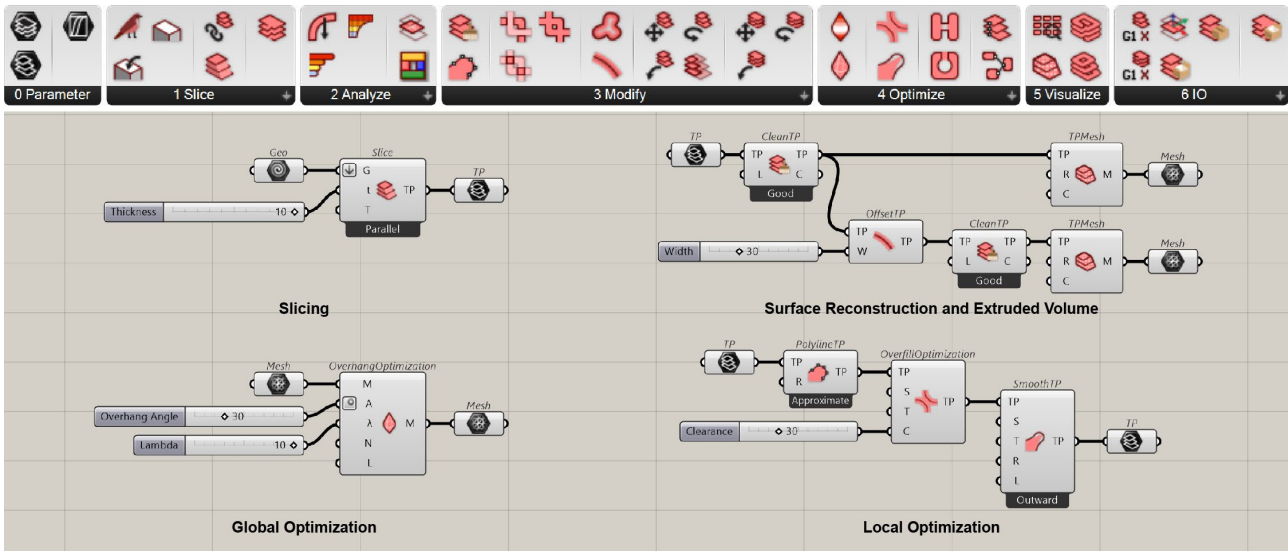 G1 X
G1 X
0 Parameter
1 Slice
2 Analyze
3 Modify
4 Optimize
5 Visualize
6 IO
Geo
Slice
G
t
T
TP
TP
Thickness
10
Parallel
Slicing
TP
CleanTP
TP
L
TP
C
Good
TPMesh
TP
R
C
M
Mesh
OffsetTP
TP
W
TP
Width
30
CleanTP
TP
L
TP
C
Good
TPMesh
TP
R
C
M
Mesh
Surface Reconstruction and Extruded Volume
Mesh
OverhangOptimization
M
A
λ
N
L
M
Mesh
Overhang Angle
30
Lambda
10
Global Optimization
TP
PolylineTP
TP
R
TP
Approximate
OverfillOptimization
TP
S
T
C
TP
Clearance
30
SmoothTP
TP
S
T
R
L
TP
Outward
TP
Local Optimization